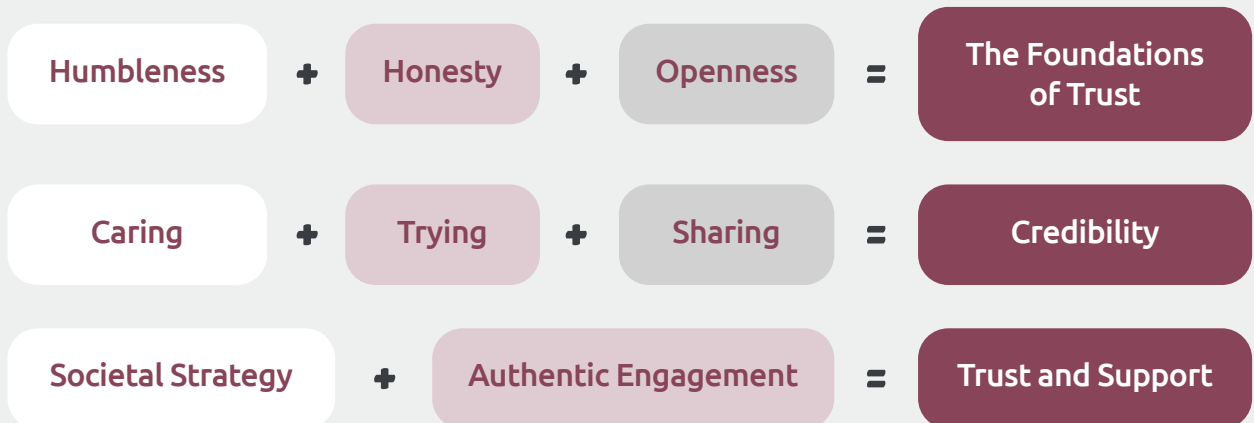 Humbleness + Honesty + Openness = The Foundations
of Trust
Caring + Trying + Sharing = Credibility
Societal Strategy + Authentic Engagement = Trust and Support